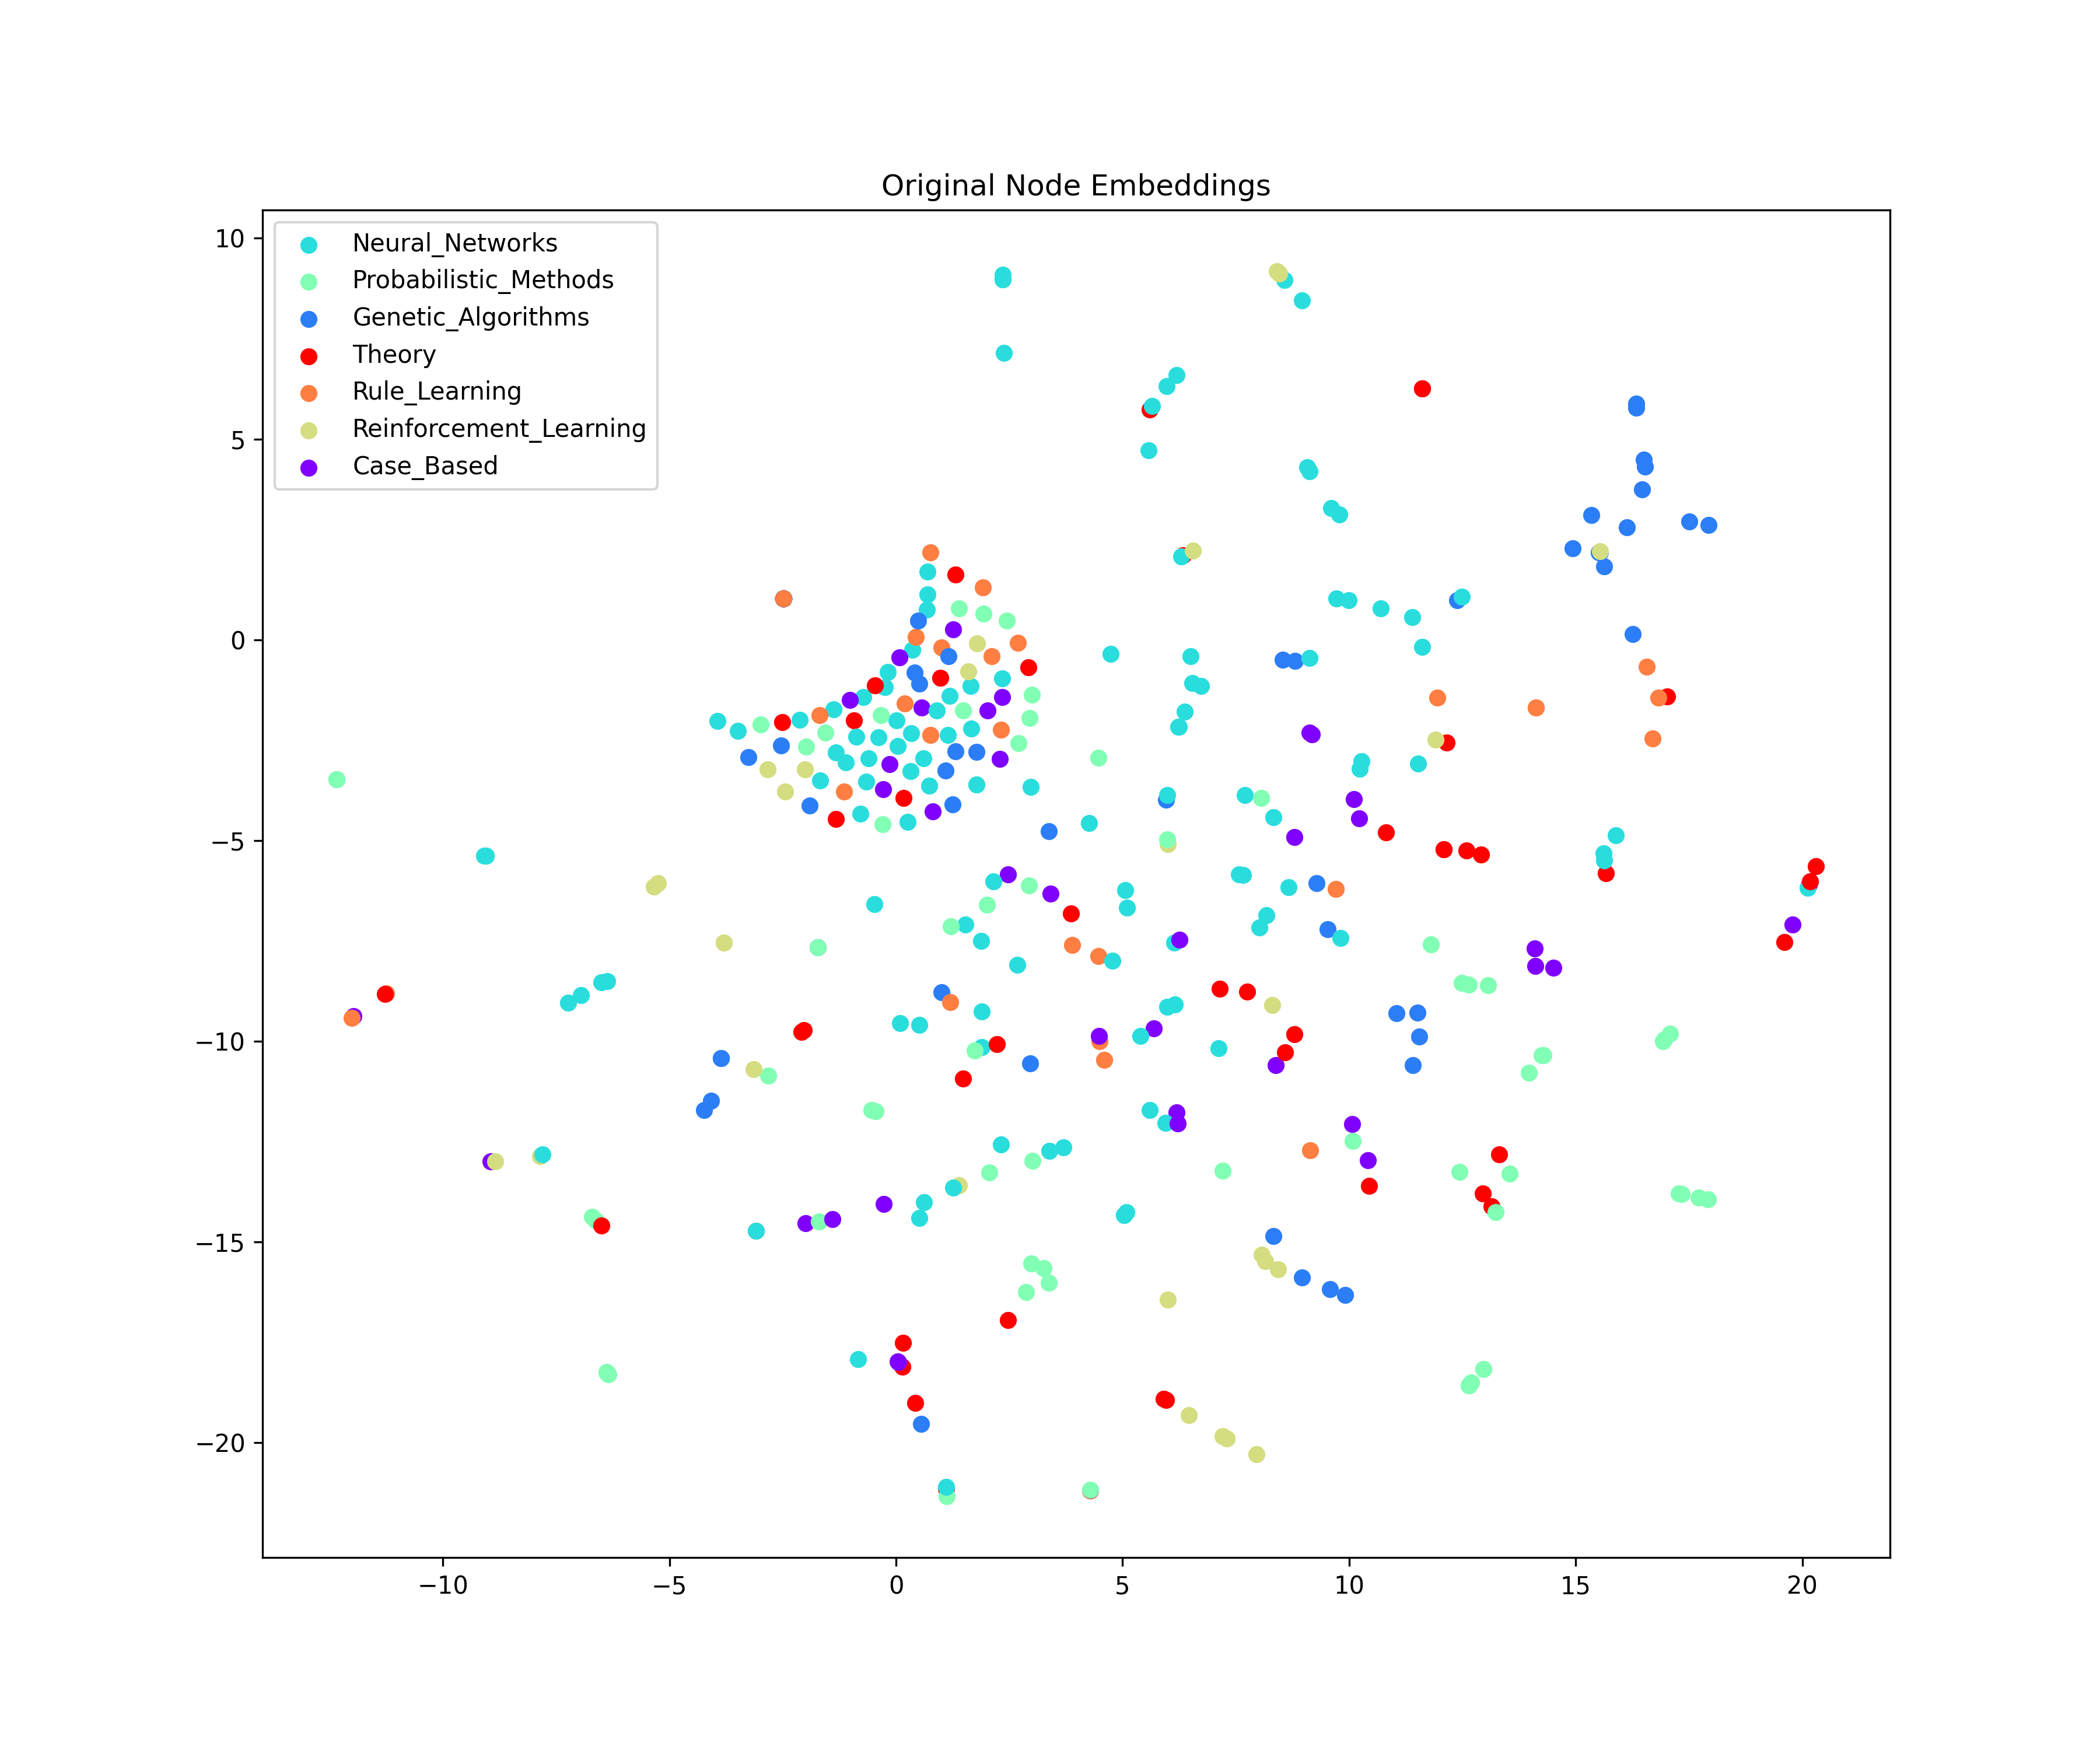 Original Node Embeddings
10
5
0
−5
−10
−15
−20
Neural_Networks
Probabilistic_Methods
Genetic_Algorithms
Theory
Rule_Learning
Reinforcement_Learning
Case_Based
−10
−5
0
5
10
15
20